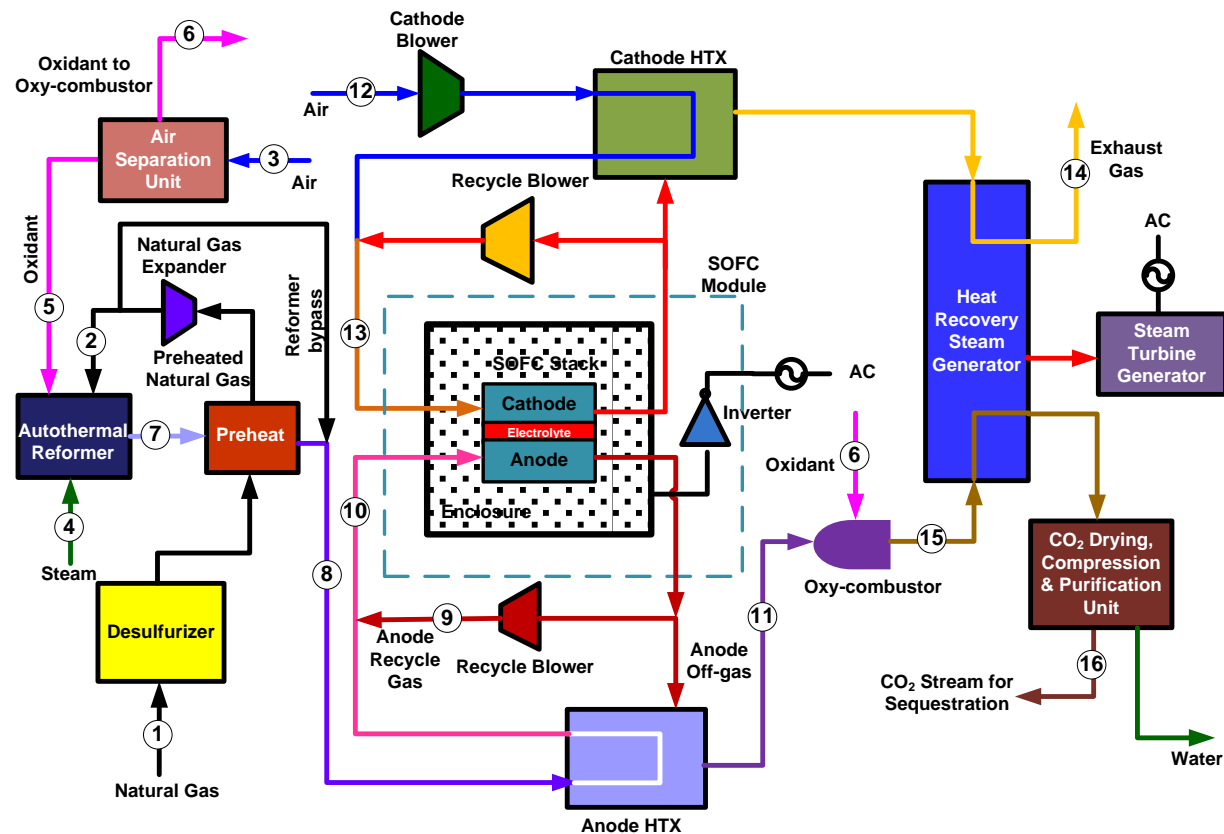 6
Oxidant to
Oxy-combustor
Air
Separation
Unit
3
Air
Cathode
Blower
12
Air
Cathode HTX
Recycle Blower
14
Exhaust
Gas
AC
Oxidant
5
Natural Gas
Expander
2
Preheated
Natural Gas
Reformer
bypass
13
SOFC
Module
SOFC Stack
Cathode
Electrolyte
Anode
Enclosure
Inverter
AC
Heat
Recovery
Steam
Generator
Steam
Turbine
Generator
Autothermal
Reformer
7
Preheat
4
Steam
10
8
Oxidant
6
Oxy-combustor
15
CO₂ Drying,
Compression
& Purification
Unit
Desulfurizer
9
Anode
Recycle
Gas
Recycle Blower
Anode
Off-gas
11
16
CO₂ Stream for
Sequestration
Water
1
Natural Gas
Anode HTX